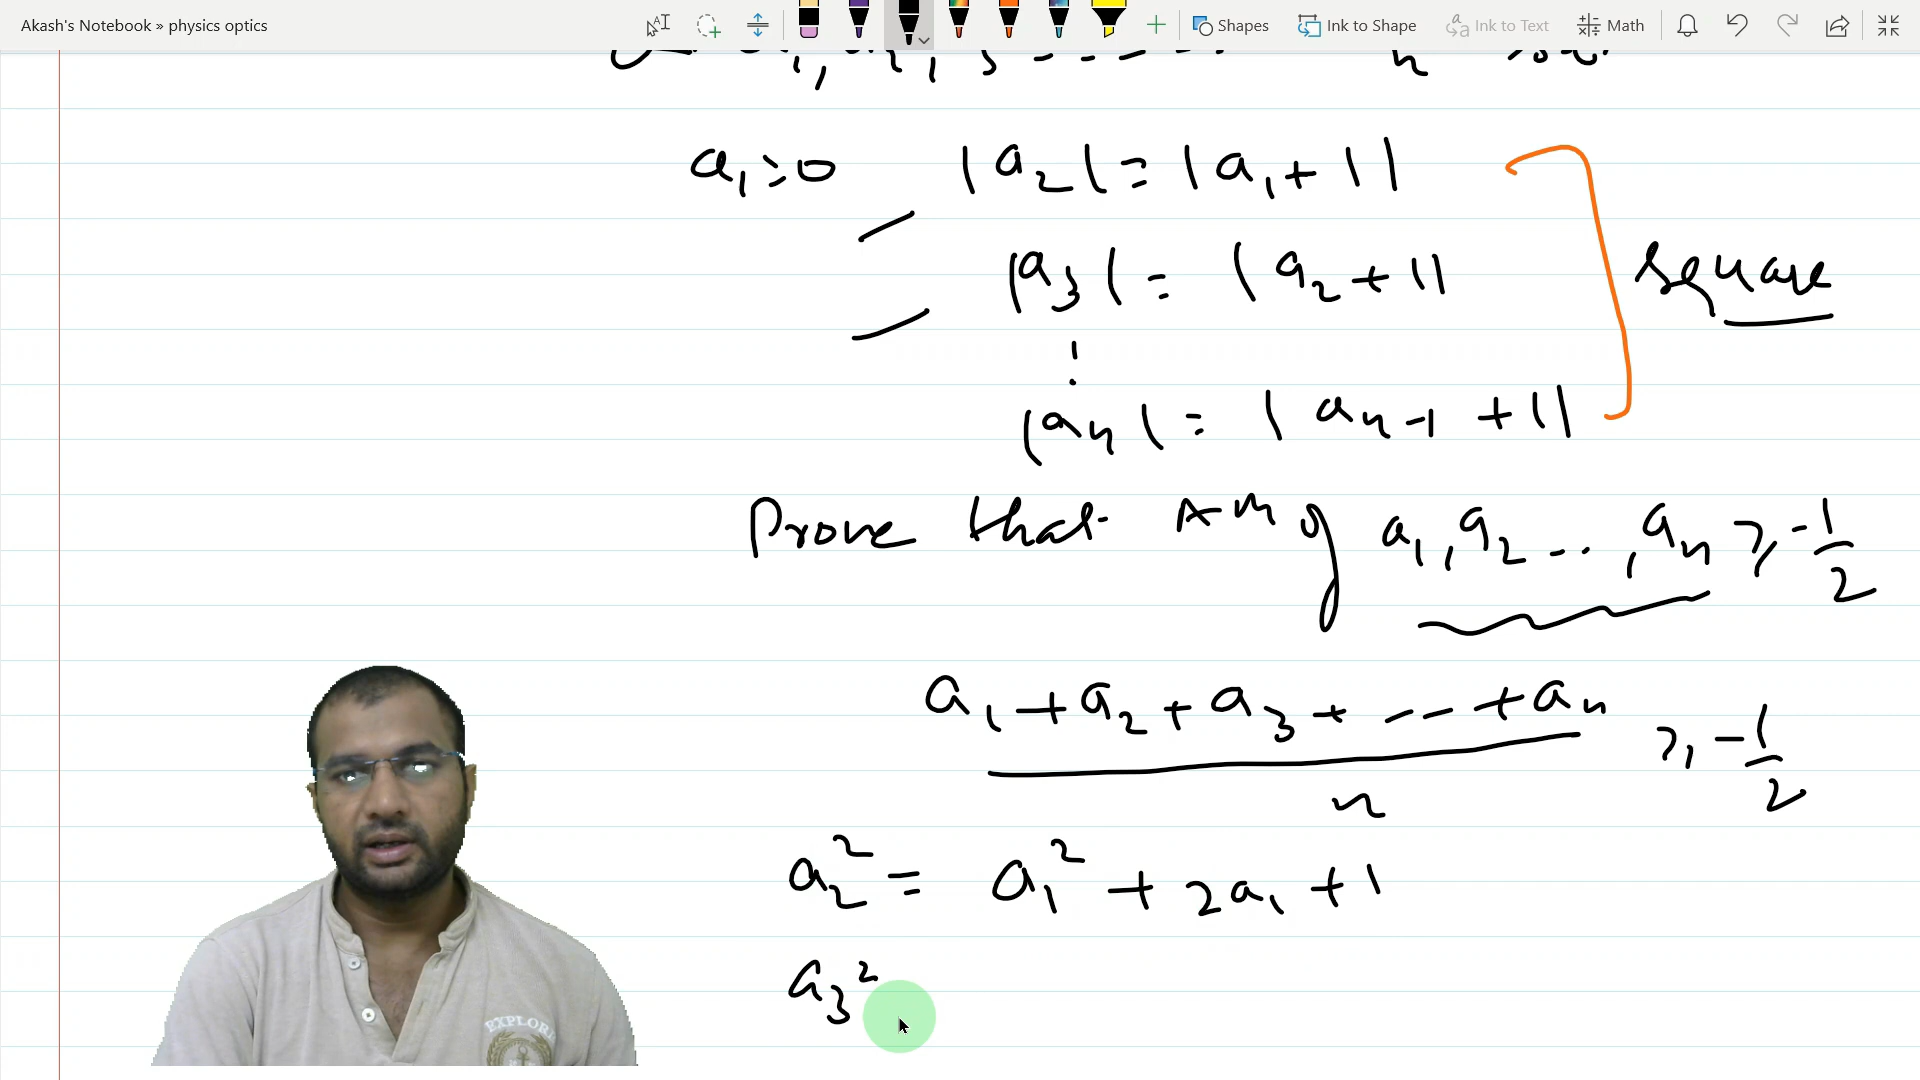 Akash's Notebook » physics optics
Shapes Ink to Shape Ink to Text Math
a₁ = 0 |a₂| = |a₁ + 1|
|a₃| = |a₂ + 1|
square
⋮
|aₙ| = |aₙ₋₁ + 1|
Prove that AM of a₁, a₂ ..., aₙ ≥ -1/2
(a₁ + a₂ + a₃ + --- + aₙ)/n ≥ -1/2
a₂² = a₁² + 2a₁ + 1
a₃²
EXPLOR